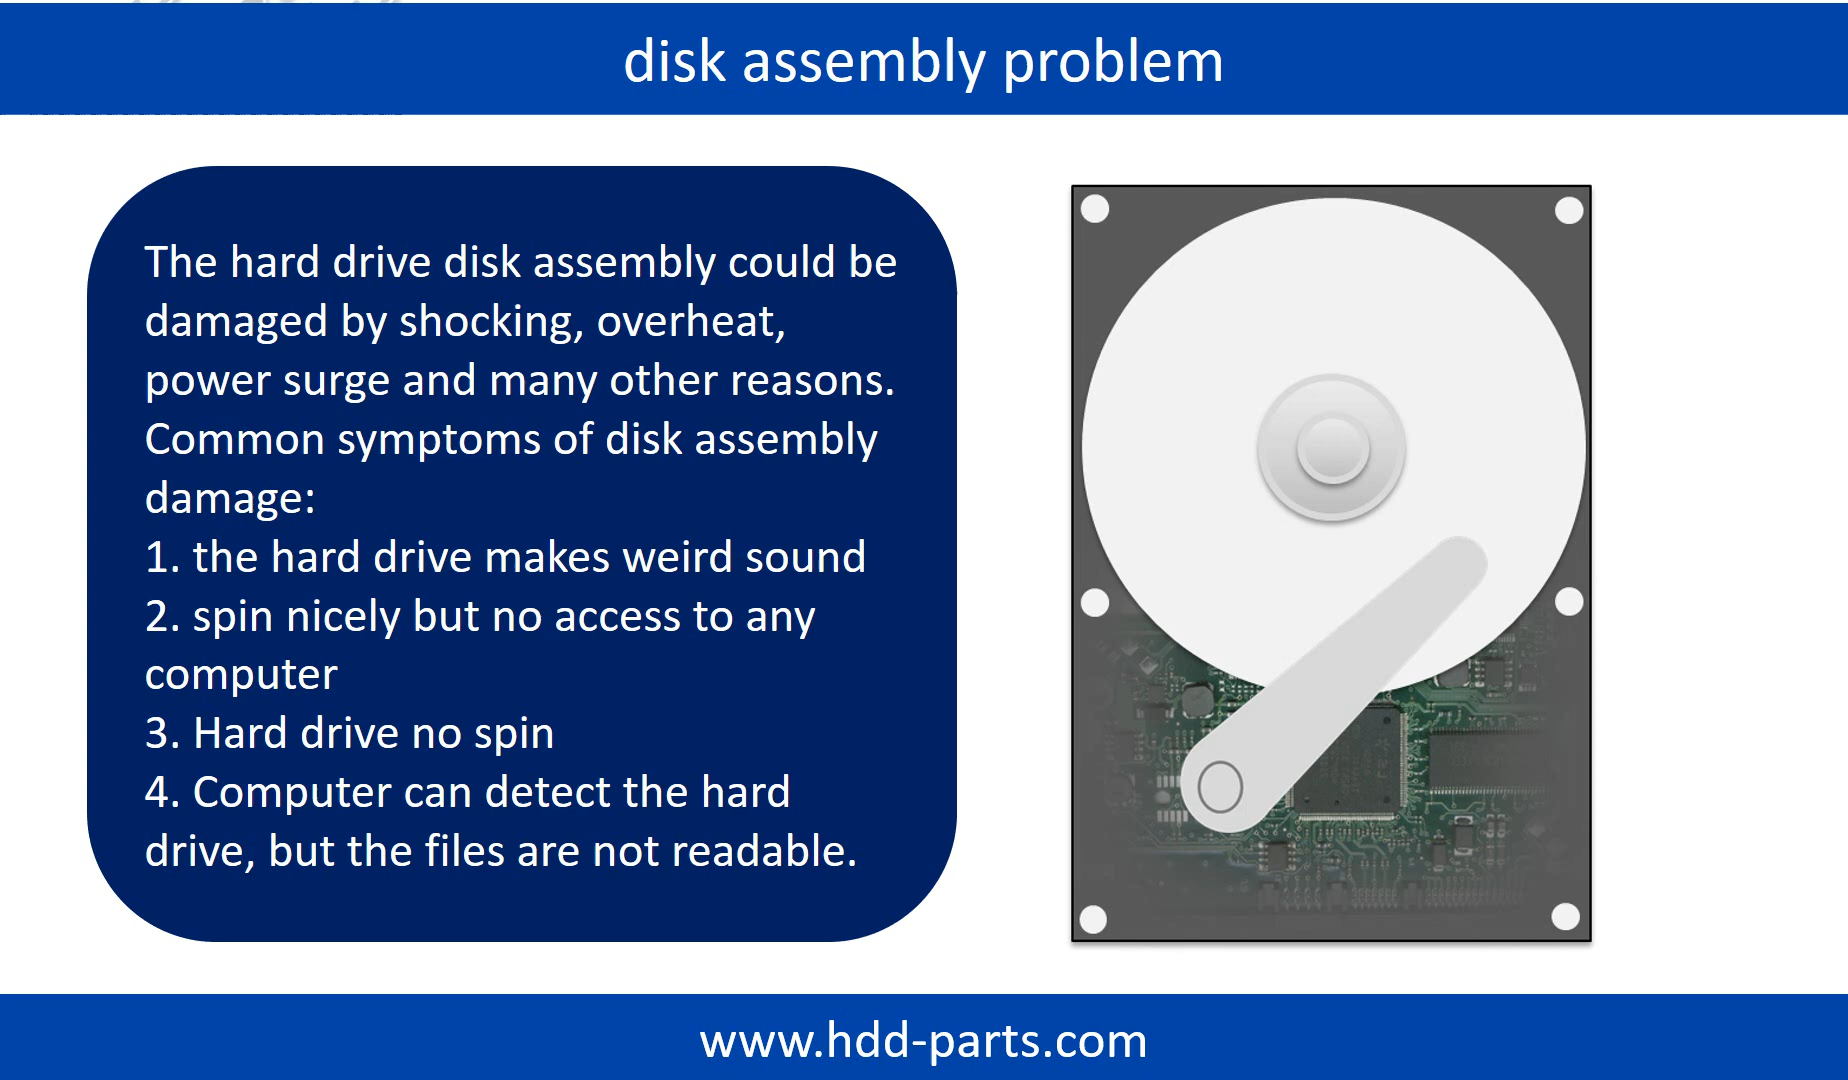 disk assembly problem
The hard drive disk assembly could be
damaged by shocking, overheat,
power surge and many other reasons.
Common symptoms of disk assembly
damage:
1. the hard drive makes weird sound
2. spin nicely but no access to any
computer
3. Hard drive no spin
4. Computer can detect the hard
drive, but the files are not readable.
www.hdd-parts.com